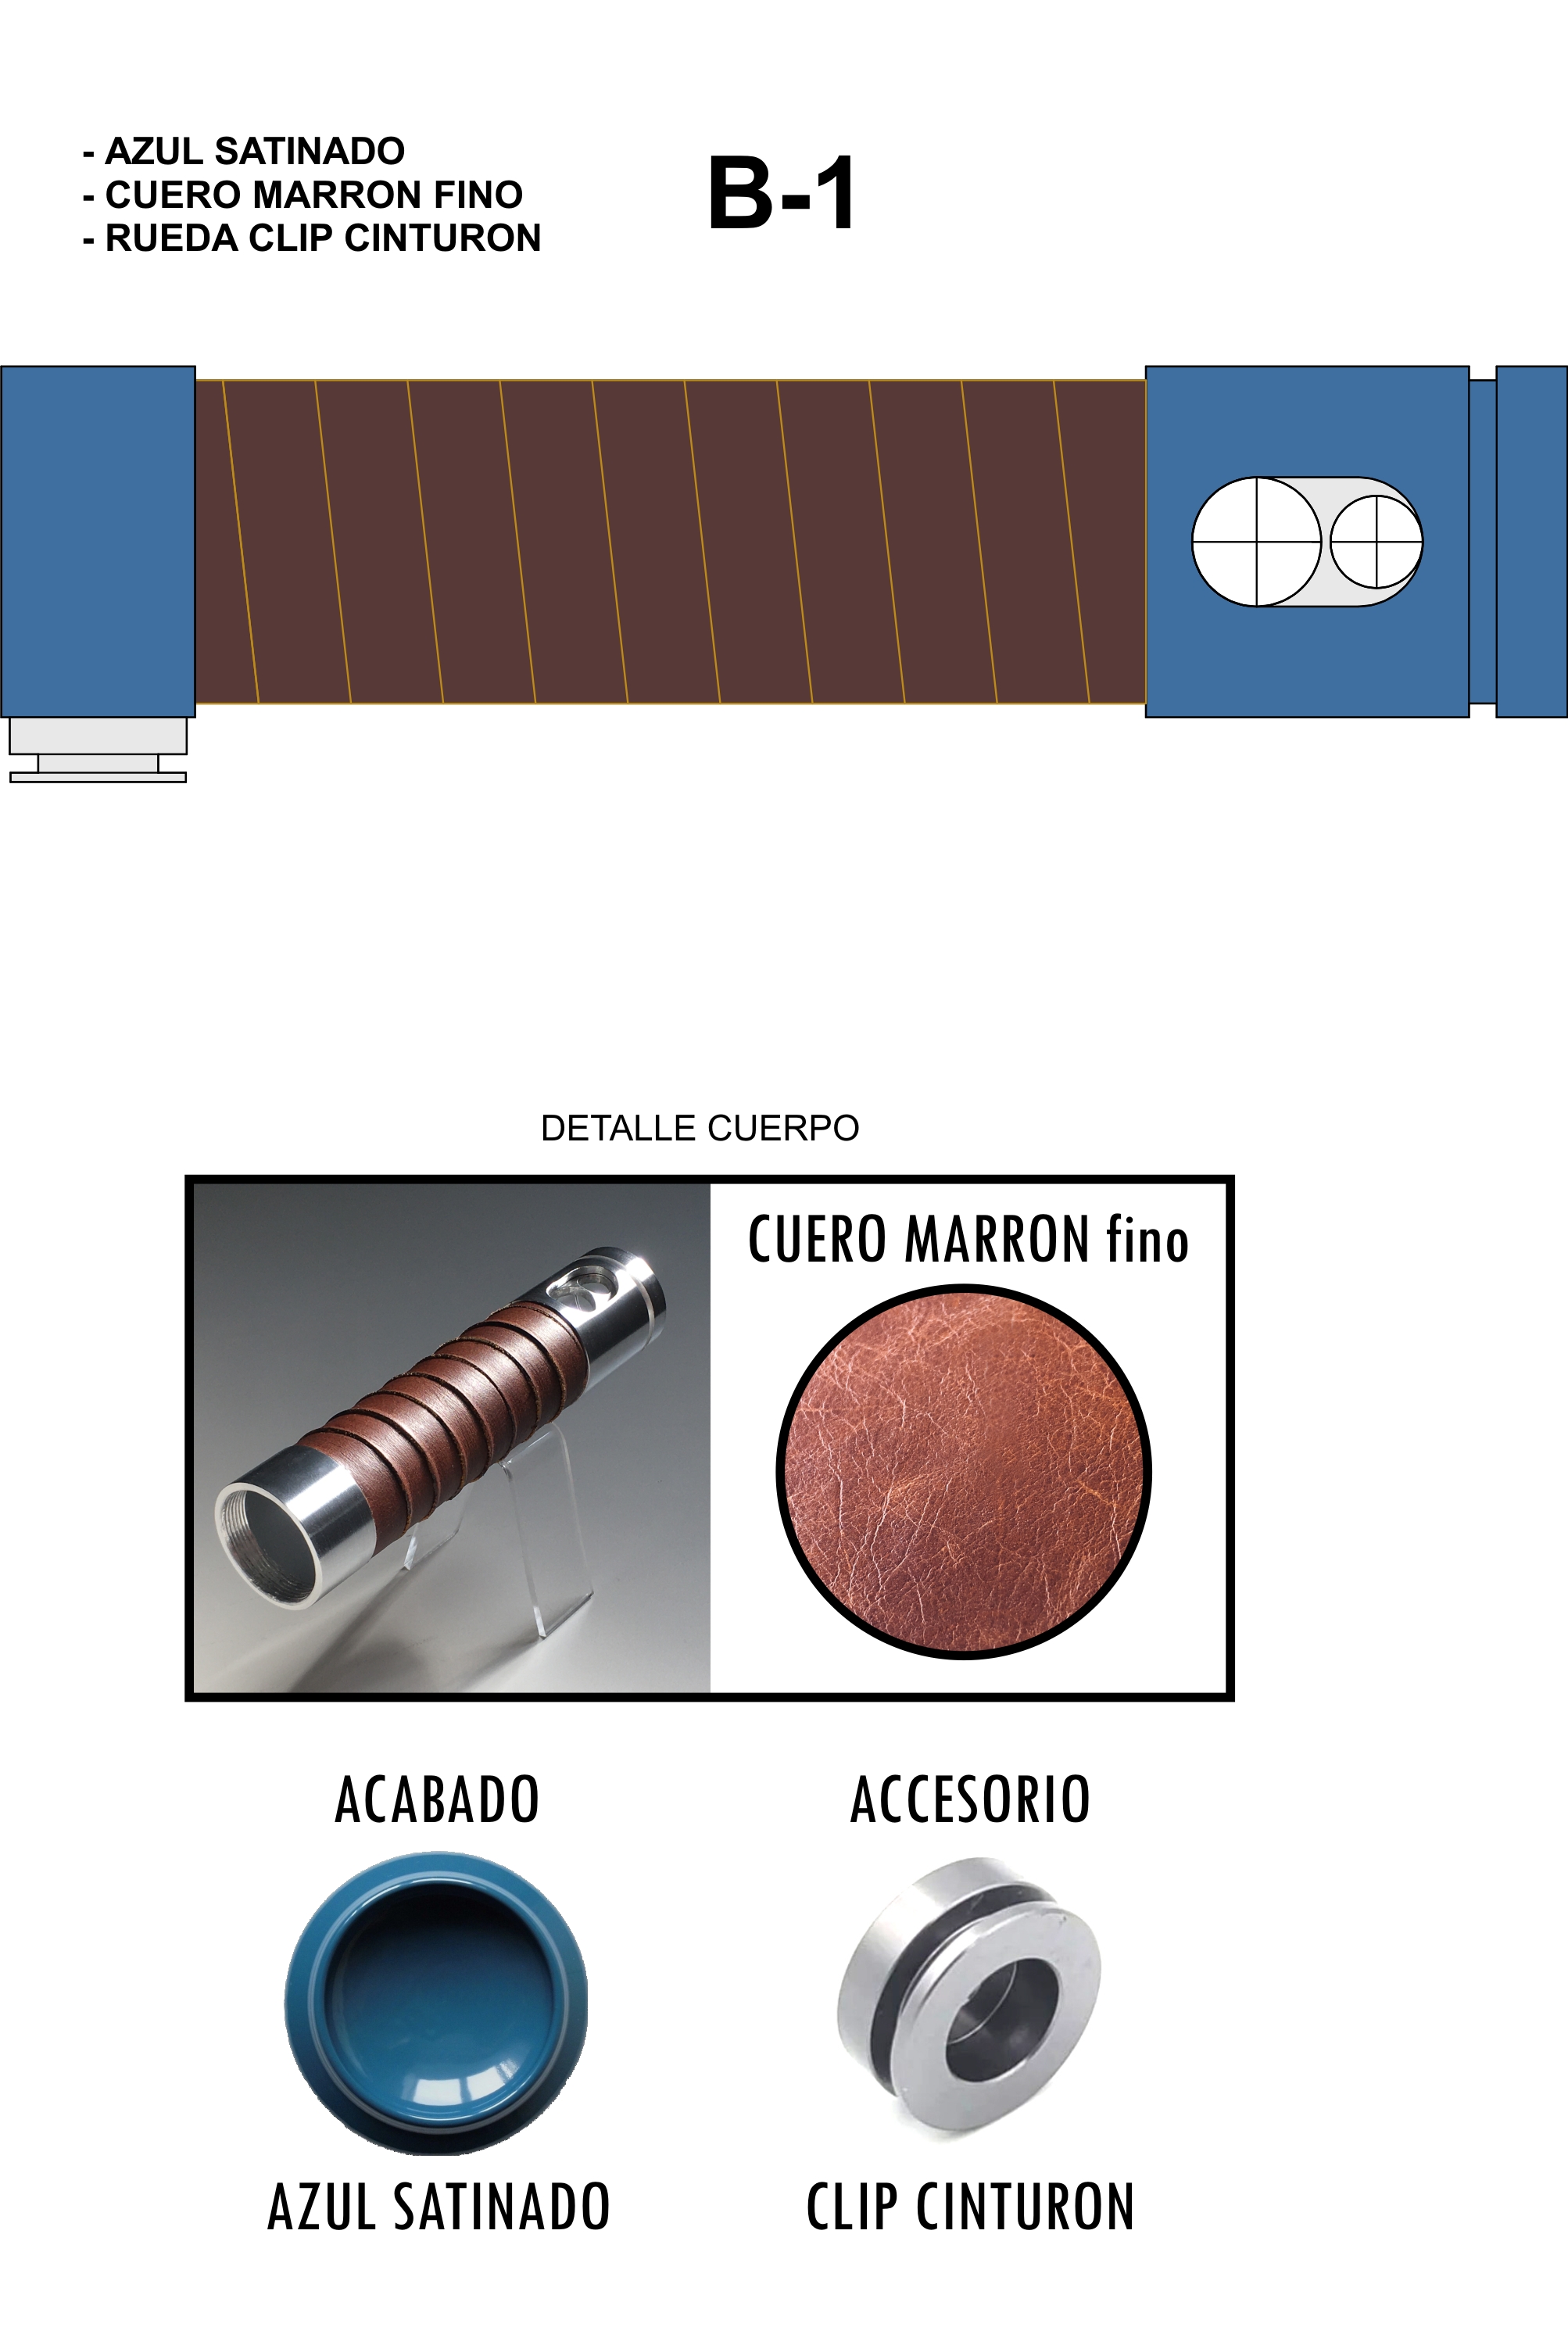 - AZUL SATINADO
- CUERO MARRON FINO
- RUEDA CLIP CINTURON
B-1
DETALLE CUERPO
CUERO MARRON fino
ACABADO
ACCESORIO
AZUL SATINADO
CLIP CINTURON